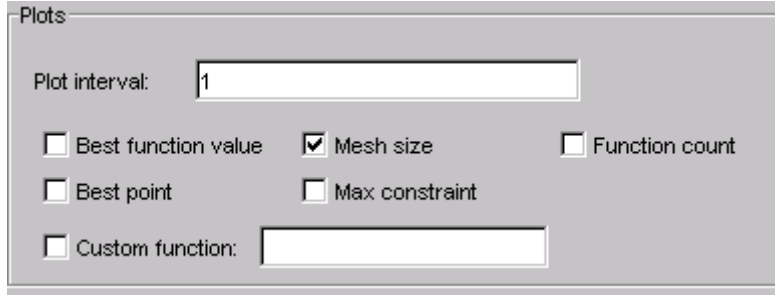 Plots
Plot interval: 1
Best function value Mesh size Function count
Best point Max constraint
Custom function: